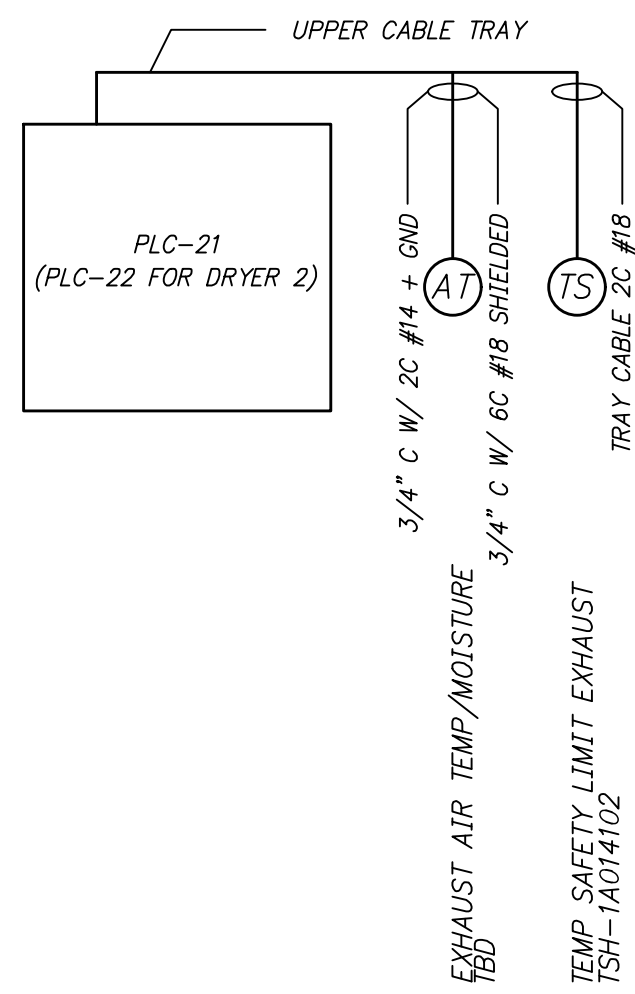 UPPER CABLE TRAY
PLC-21
(PLC-22 FOR DRYER 2)
3/4" C W/ 2C #14 + GND
AT
3/4" C W/ 6C #18 SHIELDED
TS
TRAY CABLE 2C #18
EXHAUST AIR TEMP/MOISTURE
TBD
TEMP SAFETY LIMIT EXHAUST
TSH-1A014102